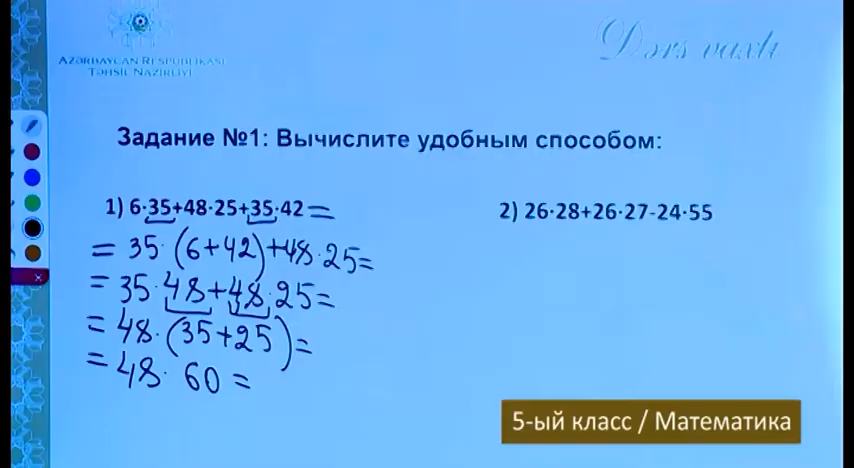 AZƏRBAYCAN RESPUBLİKASI
TƏHSİL NAZİRLİYİ
Dərs vaxtı
Задание №1: Вычислите удобным способом:
1) 6·35+48·25+35·42=
= 35·(6+42)+48·25=
= 35·48+48·25=
= 48·(35+25)=
= 48·60=
2) 26·28+26·27-24·55
5-ый класс / Математика